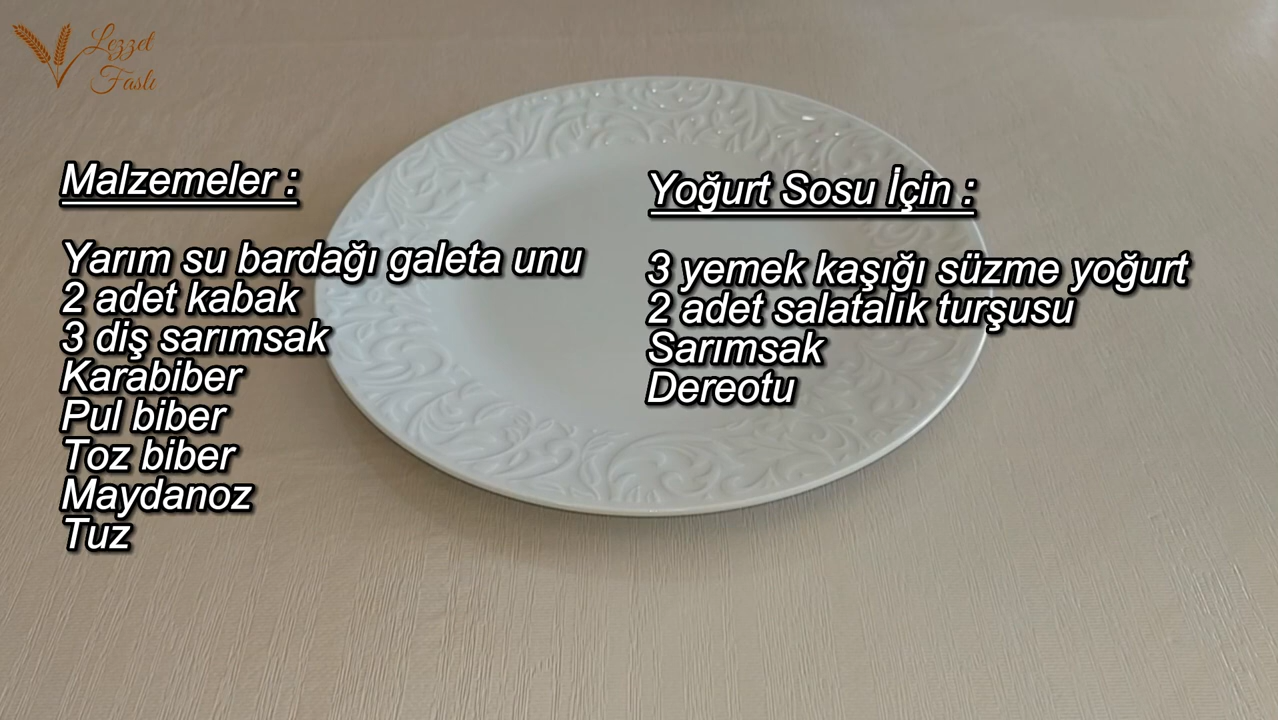 Lezzet
Faslı
Malzemeler :
Yarım su bardağı galeta unu
2 adet kabak
3 diş sarımsak
Karabiber
Pul biber
Toz biber
Maydanoz
Tuz
Yoğurt Sosu İçin :
3 yemek kaşığı süzme yoğurt
2 adet salatalık turşusu
Sarımsak
Dereotu